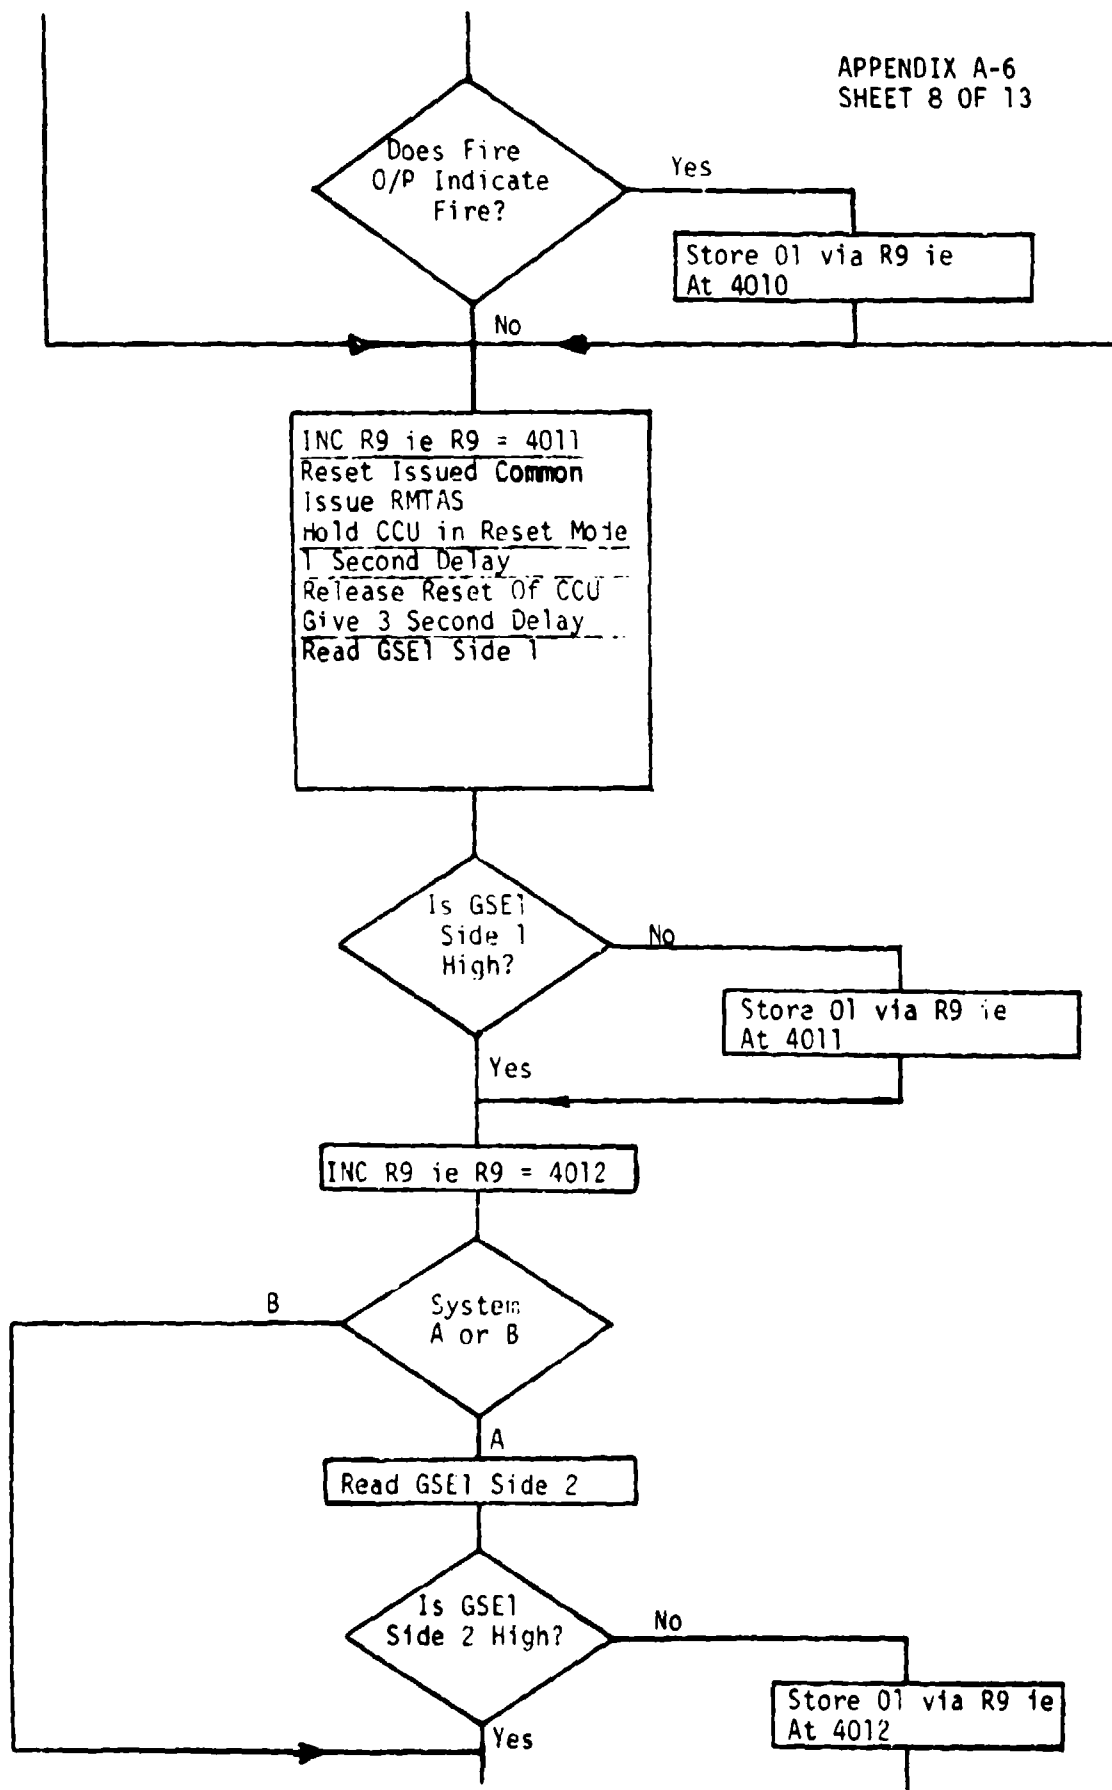 APPENDIX A-6
SHEET 8 OF 13
Does Fire
O/P Indicate
Fire?
Yes
Store 01 via R9 ie
At 4010
No
INC R9 ie R9 = 4011
Reset Issued Common
Issue RMTAS
Hold CCU in Reset Mode
1 Second Delay
Release Reset Of CCU
Give 3 Second Delay
Read GSE1 Side 1
Is GSE1
Side 1
High?
No
Store 01 via R9 ie
At 4011
Yes
INC R9 ie R9 = 4012
B
System
A or B
A
Read GSE1 Side 2
Is GSE1
Side 2 High?
No
Store 01 via R9 ie
At 4012
Yes